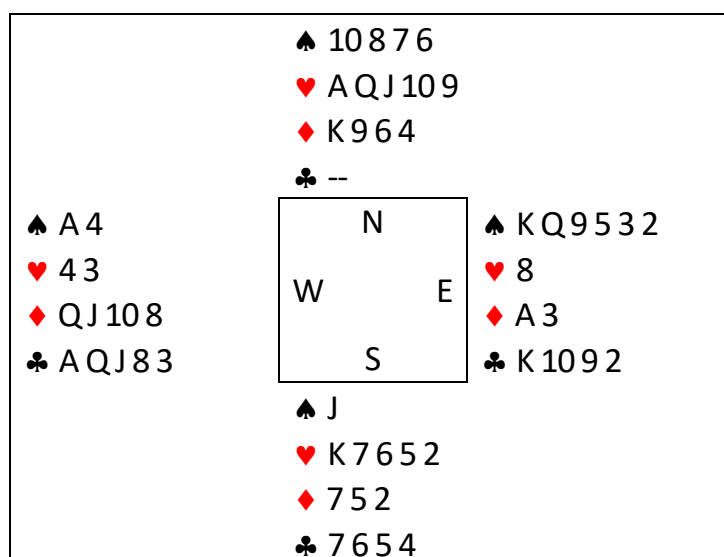 ♠ 10 8 7 6
♥ A Q J 10 9
♦ K 9 6 4
♣ --
♠ A 4
♥ 4 3
♦ Q J 10 8
♣ A Q J 8 3
N
W E
S
♠ K Q 9 5 3 2
♥ 8
♦ A 3
♣ K 10 9 2
♠ J
♥ K 7 6 5 2
♦ 7 5 2
♣ 7 6 5 4